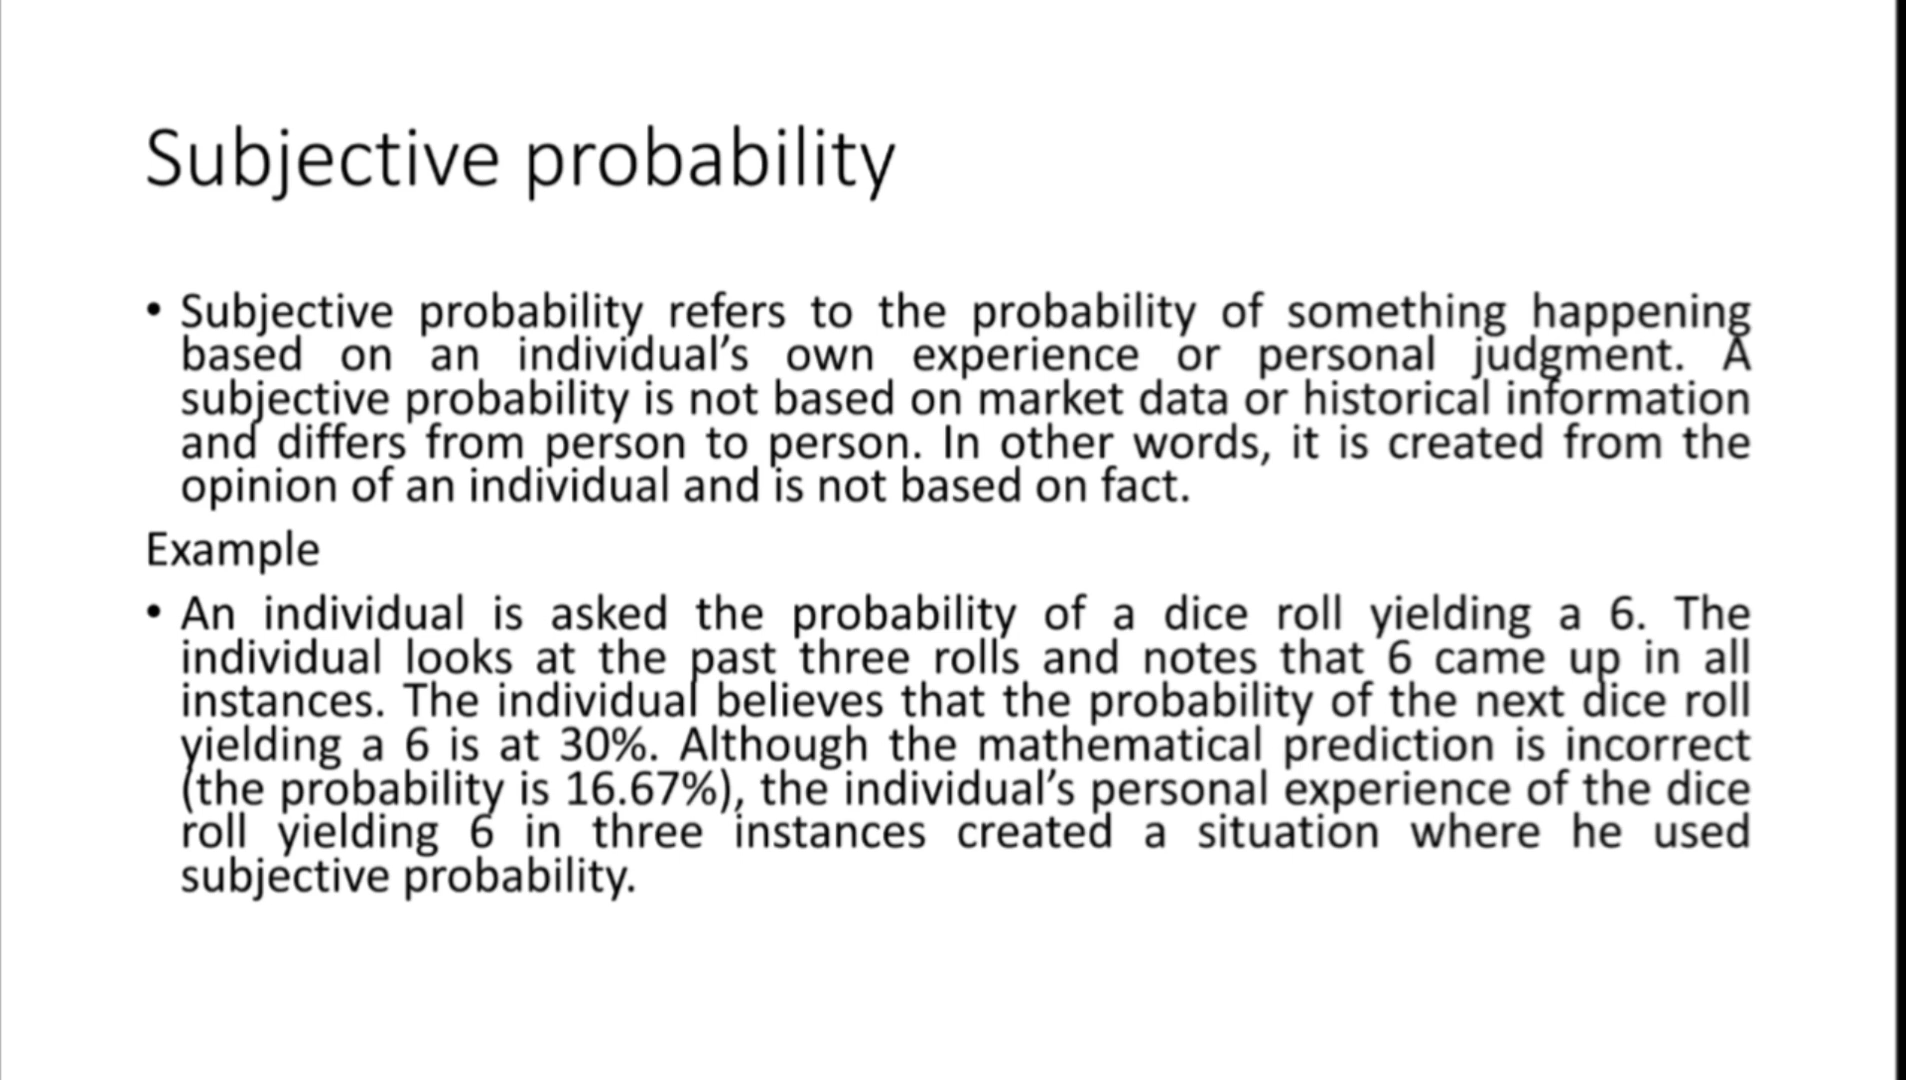 Subjective probability
• Subjective probability refers to the probability of something happening
based on an individual’s own experience or personal judgment. A
subjective probability is not based on market data or historical information
and differs from person to person. In other words, it is created from the
opinion of an individual and is not based on fact.
Example
• An individual is asked the probability of a dice roll yielding a 6. The
individual looks at the past three rolls and notes that 6 came up in all
instances. The individual believes that the probability of the next dice roll
yielding a 6 is at 30%. Although the mathematical prediction is incorrect
(the probability is 16.67%), the individual’s personal experience of the dice
roll yielding 6 in three instances created a situation where he used
subjective probability.